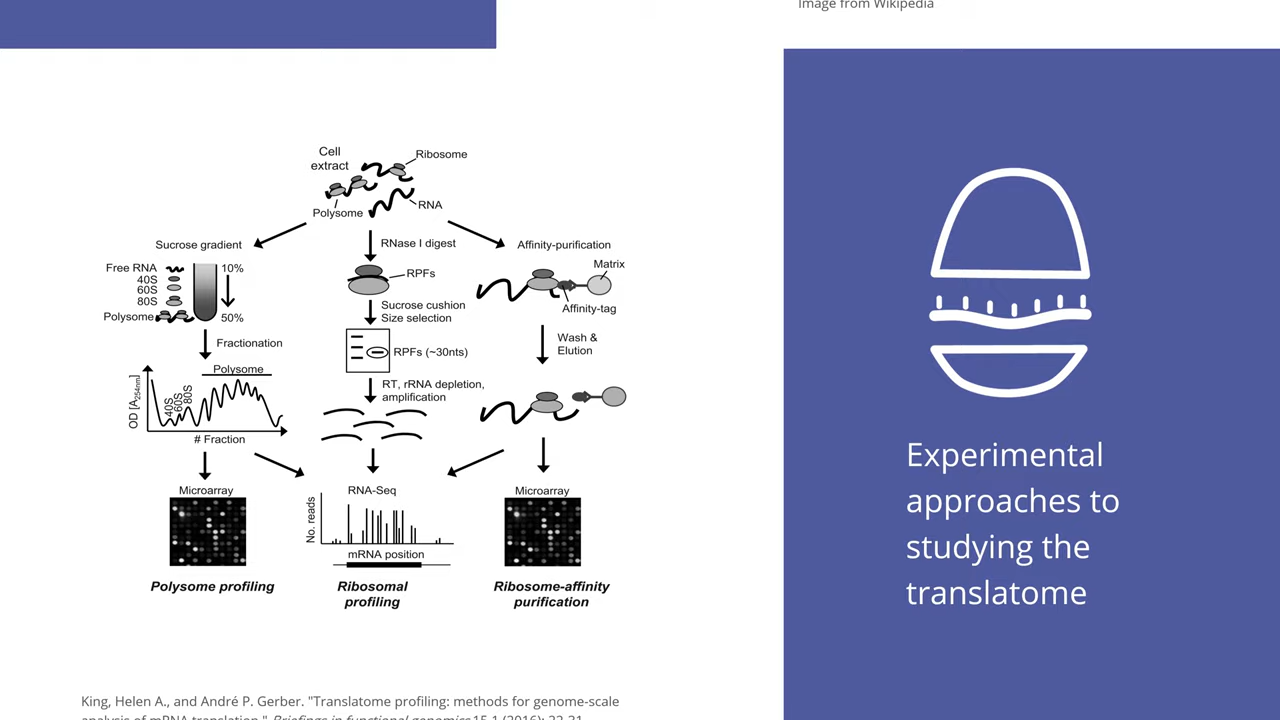 Image from Wikipedia
Cell
extract
Ribosome
Polysome
RNA
Sucrose gradient
RNase I digest
Affinity-purification
Free RNA
40S
60S
80S
Polysome
10%
50%
RPFs
Matrix
Affinity-tag
Sucrose cushion
Size selection
Fractionation
RPFs (~30nts)
Wash &
Elution
Polysome
OD [A254nm]
40S
60S
80S
# Fraction
RT, rRNA depletion,
amplification
Microarray
RNA-Seq
Microarray
No. reads
mRNA position
Polysome profiling
Ribosomal
profiling
Ribosome-affinity
purification
Experimental
approaches to
studying the
translatome
King, Helen A., and André P. Gerber. "Translatome profiling: methods for genome-scale
analysis of mRNA translation." Briefings in functional genomics 15.1 (2016): 22-31.